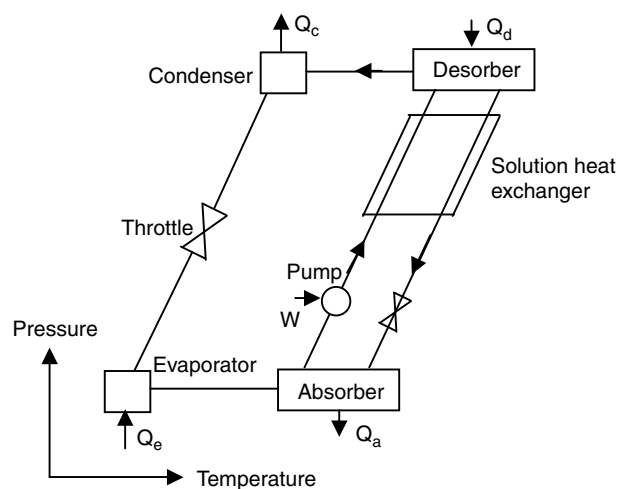 Q_c
Q_d
Condenser
Desorber
Solution heat
exchanger
Throttle
Pump
W
Pressure
Evaporator
Absorber
Q_e
Q_a
Temperature